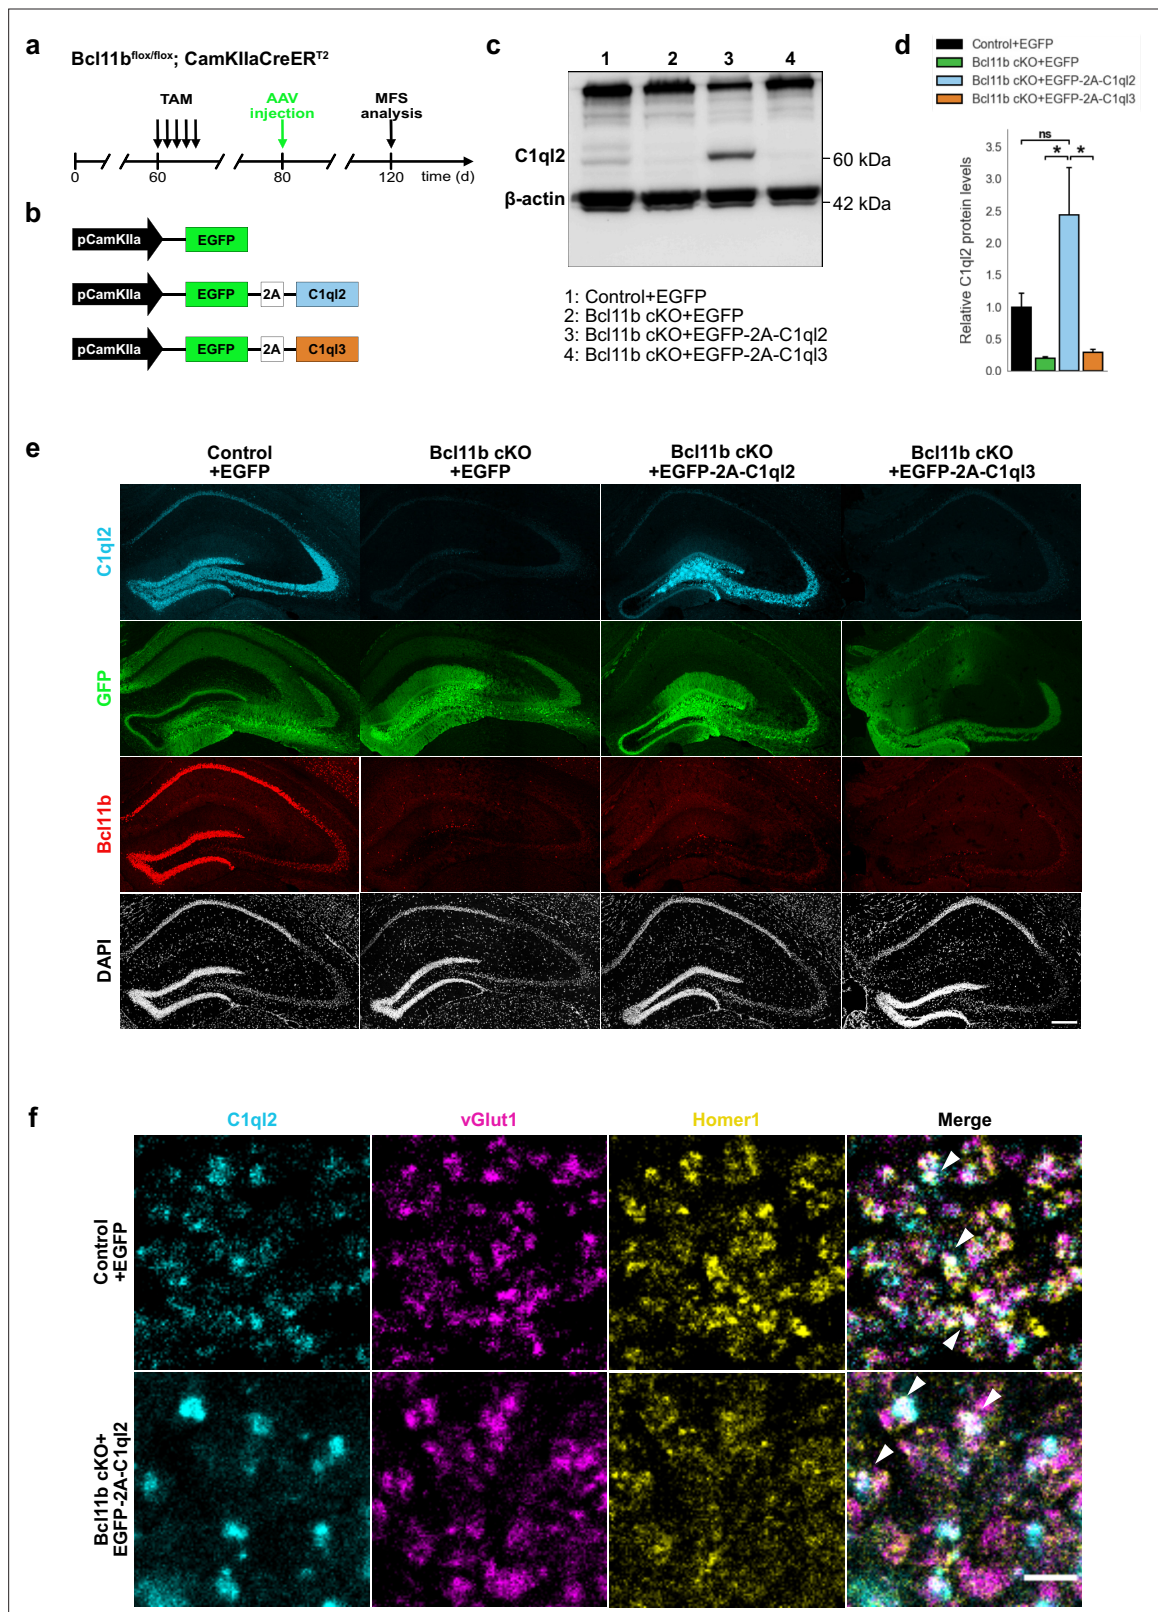 a
Bcl11bflox/flox; CamKIIaCreERT2
TAM
AAV
injection
MFS
analysis
0
60
80
120
time (d)
b
pCamKIIa
EGFP
pCamKIIa
EGFP
2A
C1ql2
pCamKIIa
EGFP
2A
C1ql3
c
1
2
3
4
C1ql2
60 kDa
β-actin
42 kDa
1: Control+EGFP
2: Bcl11b cKO+EGFP
3: Bcl11b cKO+EGFP-2A-C1ql2
4: Bcl11b cKO+EGFP-2A-C1ql3
d
Control+EGFP
Bcl11b cKO+EGFP
Bcl11b cKO+EGFP-2A-C1ql2
Bcl11b cKO+EGFP-2A-C1ql3
ns
*
*
Relative C1ql2 protein levels
3.5
3.0
2.5
2.0
1.5
1.0
0.5
0.0
e
Control
+EGFP
Bcl11b cKO
+EGFP
Bcl11b cKO
+EGFP-2A-C1ql2
Bcl11b cKO
+EGFP-2A-C1ql3
C1ql2
GFP
Bcl11b
DAPI
f
C1ql2
vGlut1
Homer1
Merge
Control
+EGFP
Bcl11b cKO+
EGFP-2A-C1ql2